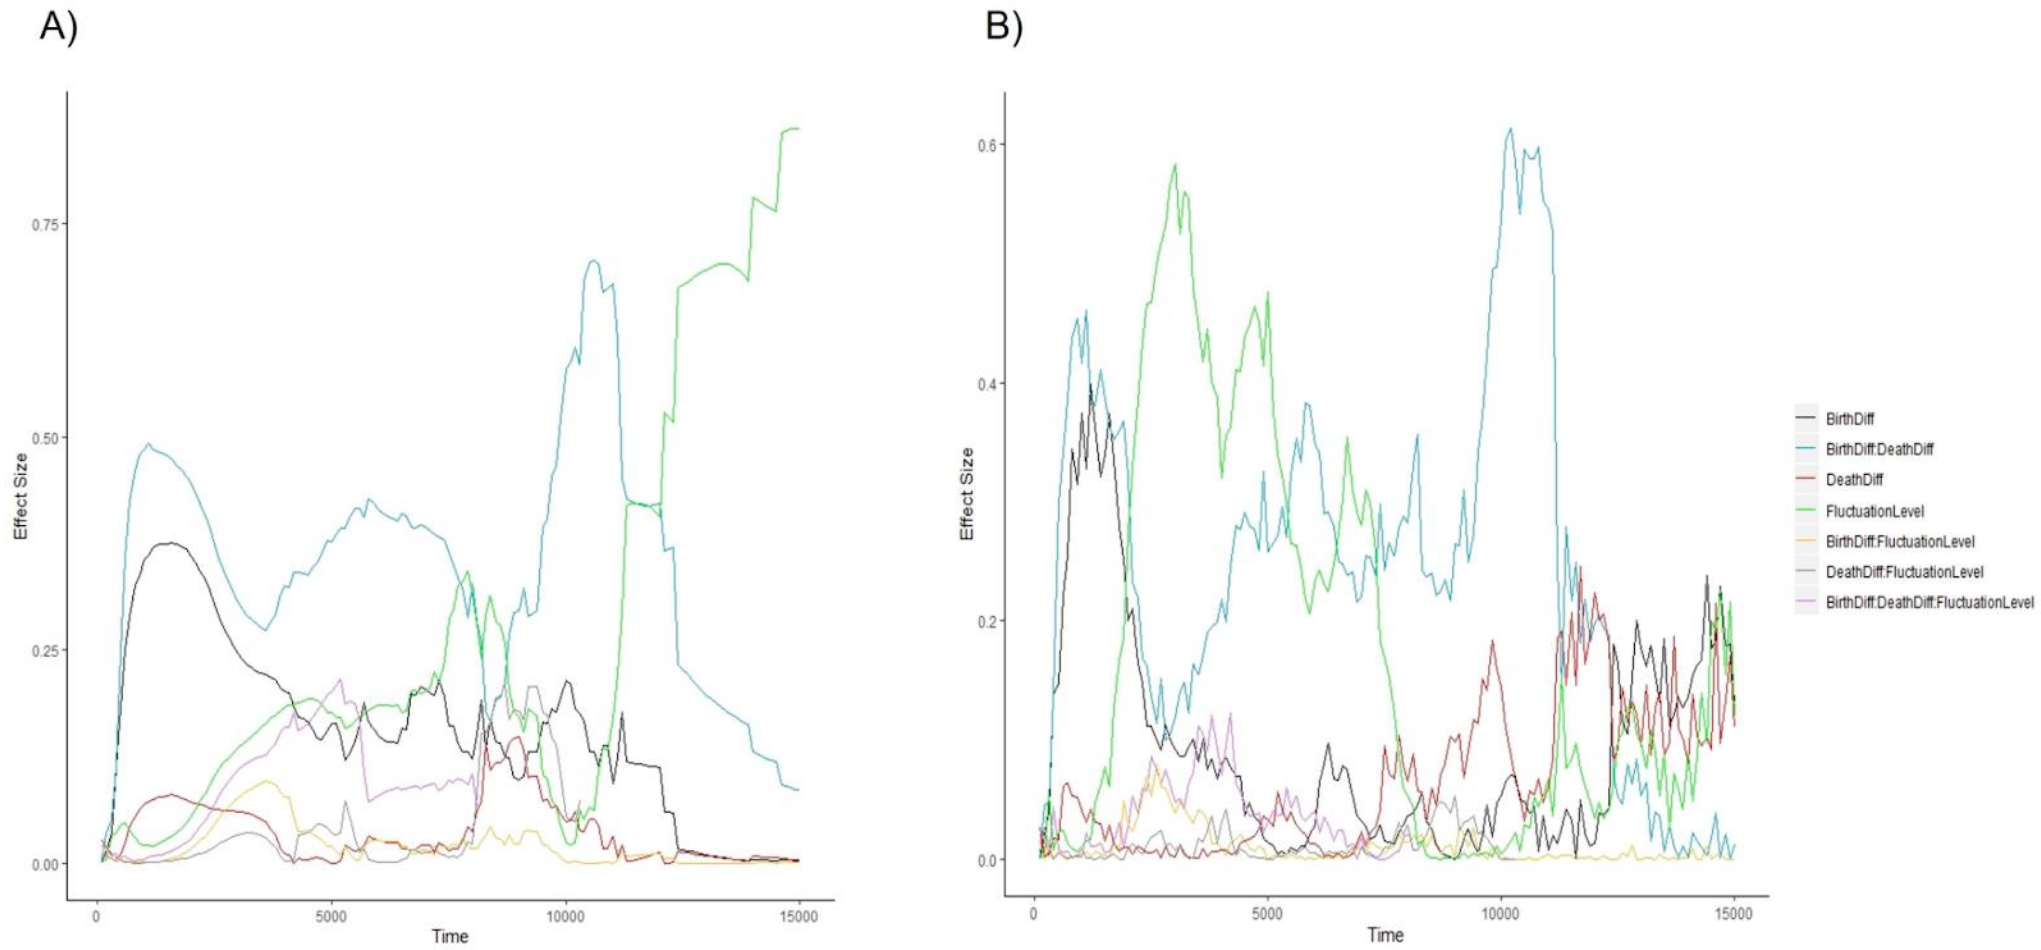 A)
B)
0.75
0.50
0.25
0.00
Effect Size
0
5000
10000
15000
Time
0.6
0.4
0.2
0.0
Effect Size
0
5000
10000
15000
Time
BirthDiff
BirthDiff:DeathDiff
DeathDiff
FluctuationLevel
BirthDiff:FluctuationLevel
DeathDiff:FluctuationLevel
BirthDiff:DeathDiff:FluctuationLevel